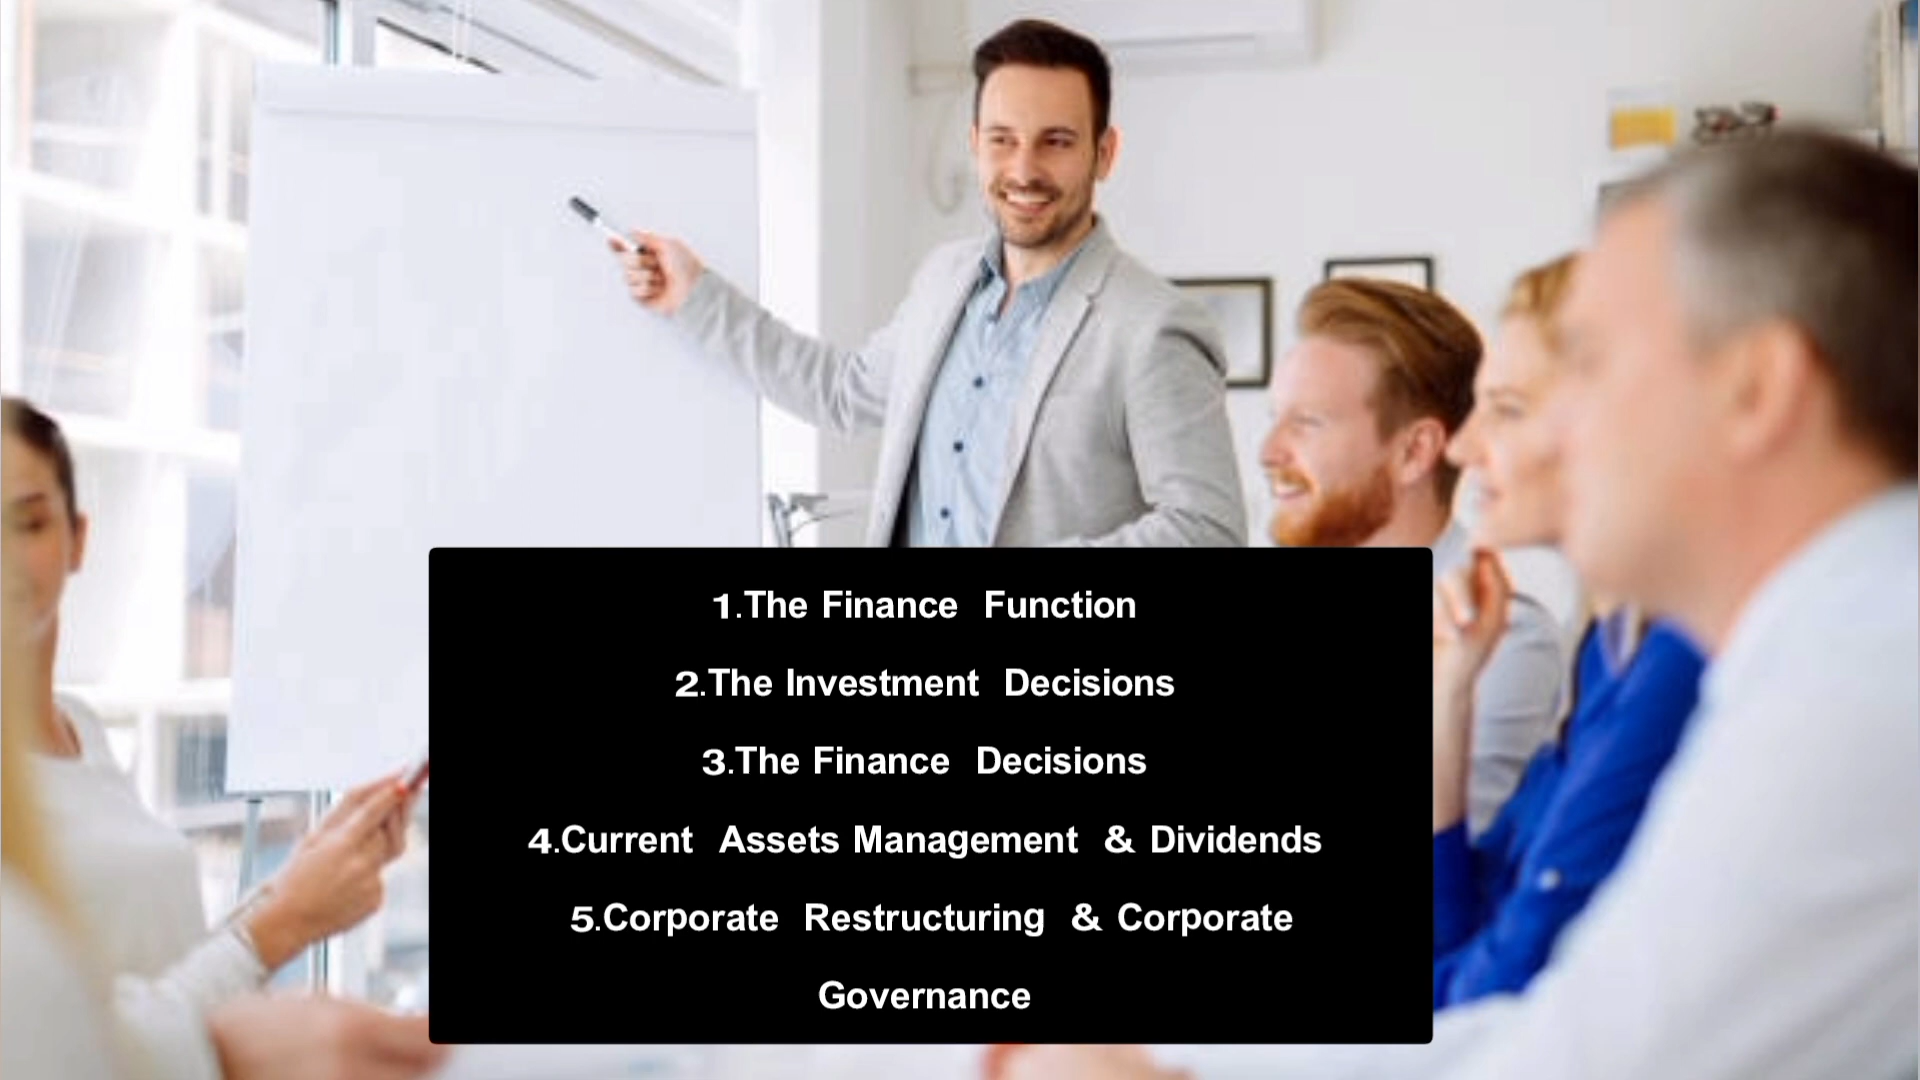 1.The Finance Function
2.The Investment Decisions
3.The Finance Decisions
4.Current Assets Management & Dividends
5.Corporate Restructuring & Corporate
Governance